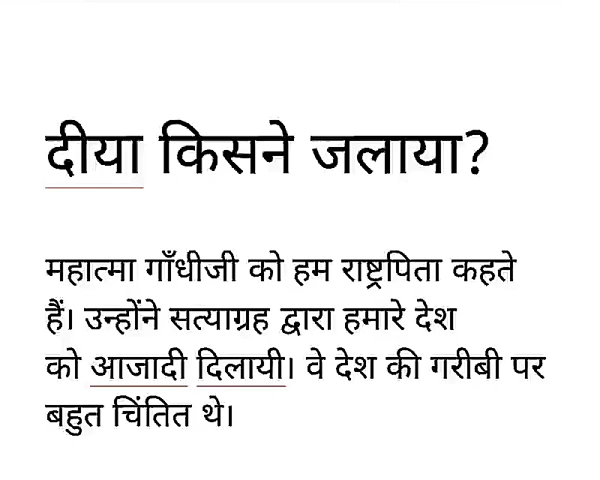 दीया किसने जलाया?
महात्मा गाँधीजी को हम राष्ट्रपिता कहते
हैं। उन्होंने सत्याग्रह द्वारा हमारे देश
को आजादी दिलायी। वे देश की गरीबी पर
बहुत चिंतित थे।